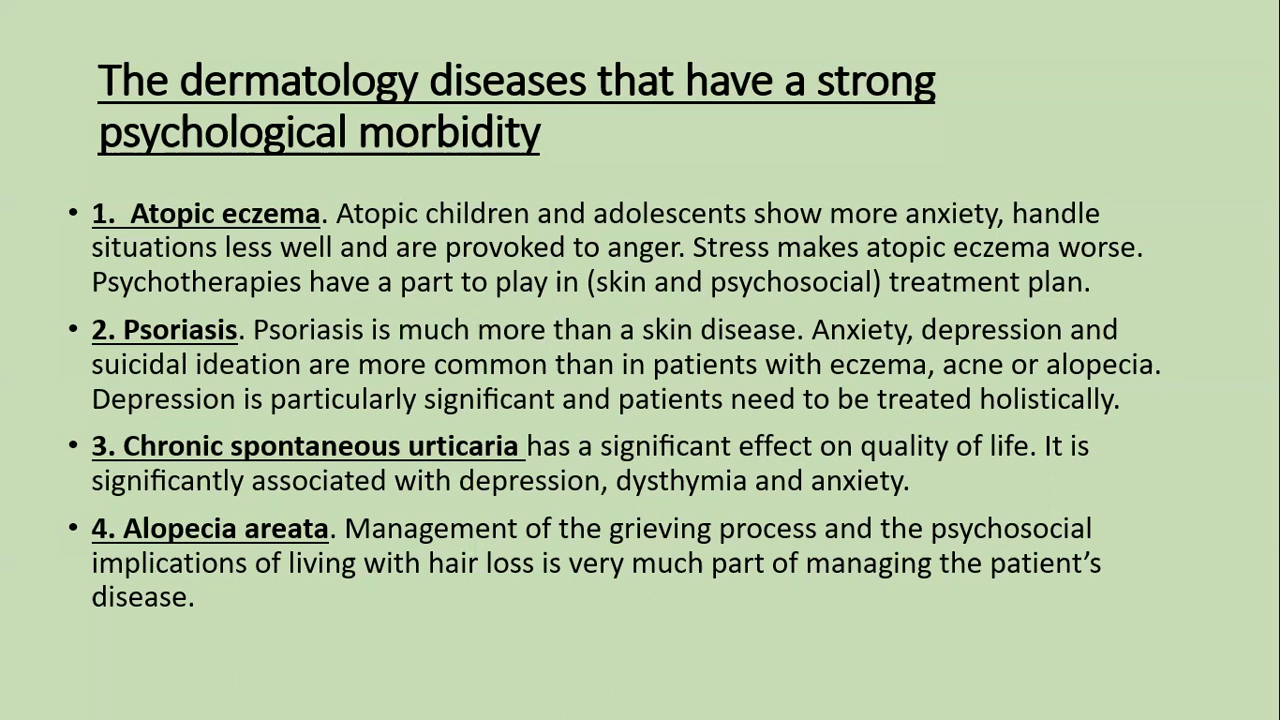 The dermatology diseases that have a strong
psychological morbidity
• 1.  Atopic eczema. Atopic children and adolescents show more anxiety, handle
situations less well and are provoked to anger. Stress makes atopic eczema worse.
Psychotherapies have a part to play in (skin and psychosocial) treatment plan.
• 2. Psoriasis. Psoriasis is much more than a skin disease. Anxiety, depression and
suicidal ideation are more common than in patients with eczema, acne or alopecia.
Depression is particularly significant and patients need to be treated holistically.
• 3. Chronic spontaneous urticaria has a significant effect on quality of life. It is
significantly associated with depression, dysthymia and anxiety.
• 4. Alopecia areata. Management of the grieving process and the psychosocial
implications of living with hair loss is very much part of managing the patient’s
disease.